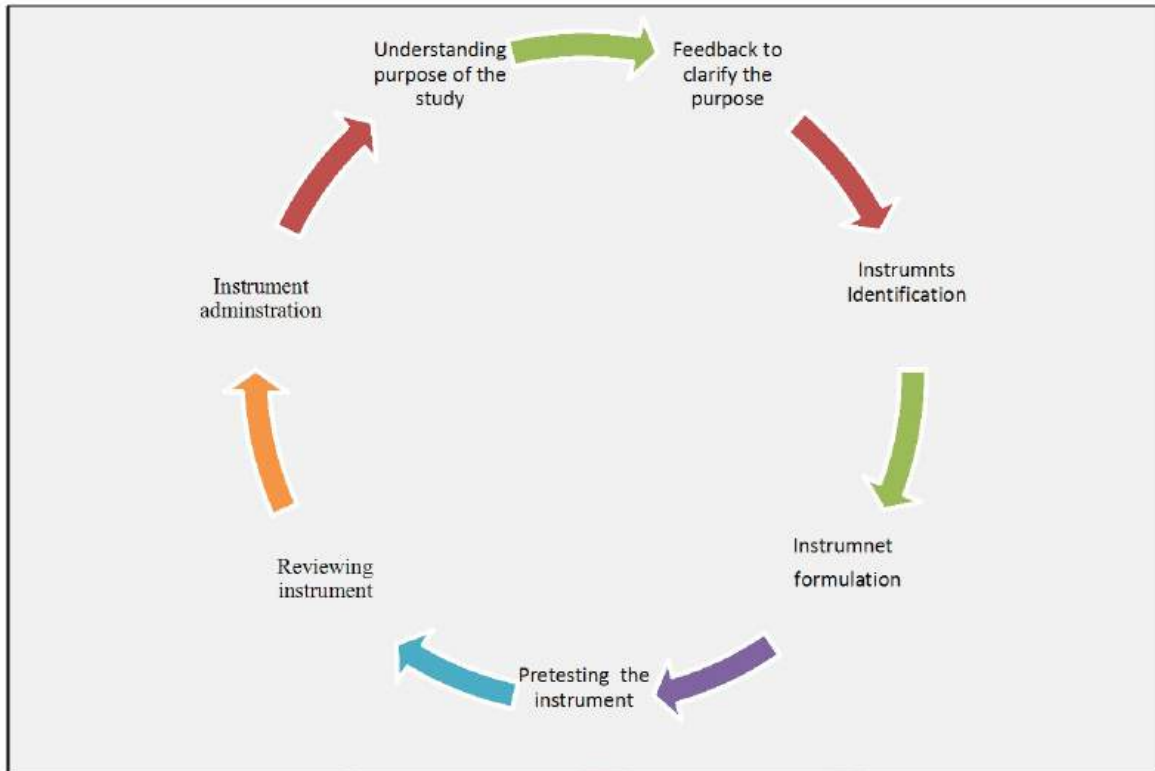 Understanding
purpose of the
study
Feedback to
clarify the
purpose
Instrumnts
Identification
Instrumnet
formulation
Pretesting the
instrument
Reviewing
instrument
Instrument
adminstration